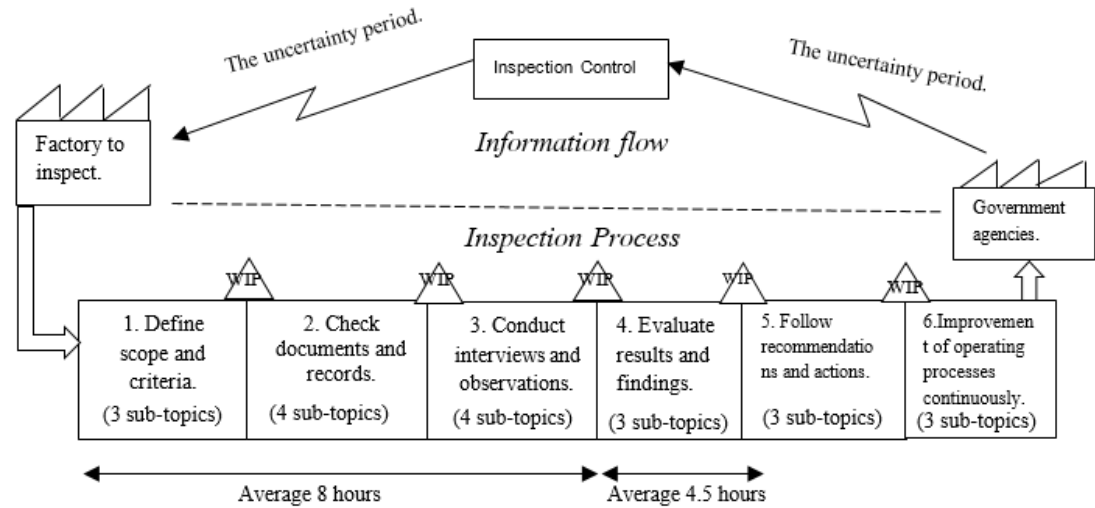 The uncertainty period.
Inspection Control
The uncertainty period.
Factory to
inspect.
Information flow
Government
agencies.
Inspection Process
WIP
WIP
WIP
WIP
WIP
1. Define
scope and
criteria.
(3 sub-topics)
2. Check
documents and
records.
(4 sub-topics)
3. Conduct
interviews and
observations.
(4 sub-topics)
4. Evaluate
results and
findings.
(3 sub-topics)
5. Follow
recommendatio
ns and actions.
(3 sub-topics)
6.Improvemen
t of operating
processes
continuously.
(3 sub-topics)
Average 8 hours
Average 4.5 hours